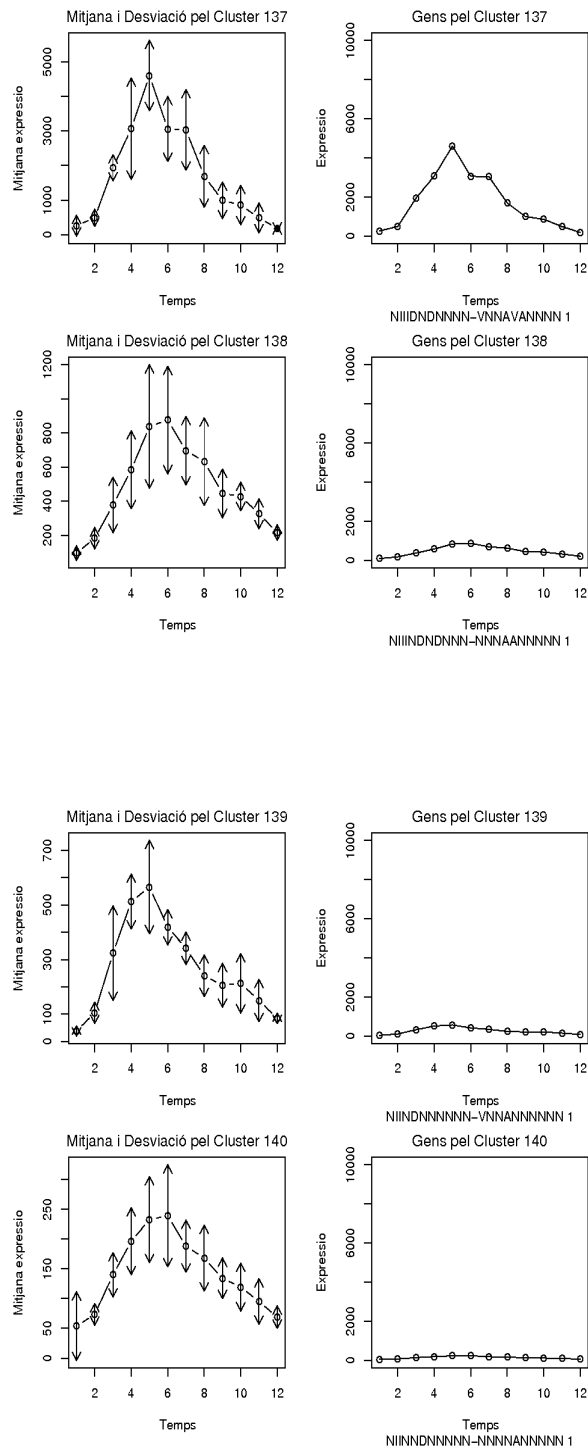 Mitjana i Desviació pel Cluster 137
Gens pel Cluster 137
Mitjana expressio
0 1000 3000 5000
2 4 6 8 10 12
Temps
Expressio
0 2000 6000 10000
2 4 6 8 10 12
Temps
NIIIDNDNNNN-VNNAVANNNN 1
Mitjana i Desviació pel Cluster 138
Gens pel Cluster 138
Mitjana expressio
200 400 600 800 1200
2 4 6 8 10 12
Temps
Expressio
0 2000 6000 10000
2 4 6 8 10 12
Temps
NIIINDNDNNN-NNNAANNNNN 1
Mitjana i Desviació pel Cluster 139
Gens pel Cluster 139
Mitjana expressio
0 100 300 500 700
2 4 6 8 10 12
Temps
Expressio
0 2000 6000 10000
2 4 6 8 10 12
Temps
NIINDNNNNNN-VNNANNNNNN 1
Mitjana i Desviació pel Cluster 140
Gens pel Cluster 140
Mitjana expressio
0 50 150 250
2 4 6 8 10 12
Temps
Expressio
0 2000 6000 10000
2 4 6 8 10 12
Temps
NIINNDNNNNN-NNNNANNNNN 1